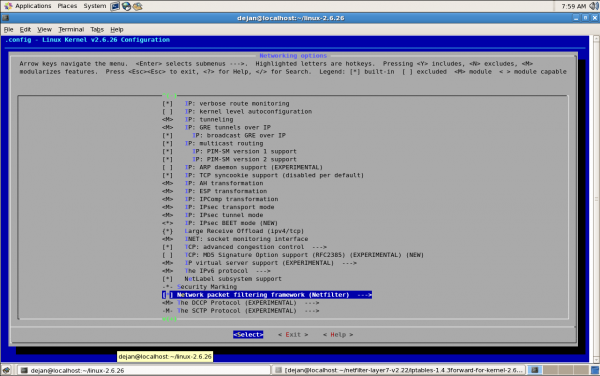 Applications Places System
7:59 AM
dejan@localhost:~/linux-2.6.26
File Edit View Terminal Tabs Help
.config - Linux Kernel v2.6.26 Configuration
Networking options
Arrow keys navigate the menu. <Enter> selects submenus --->. Highlighted letters are hotkeys. Pressing <Y> includes, <N> excludes, <M>
modularizes features. Press <Esc><Esc> to exit, <?> for Help, </> for Search. Legend: [*] built-in [ ] excluded <M> module < > module capable
[*] IP: verbose route monitoring
[ ] IP: kernel level autoconfiguration
<M> IP: tunneling
<M> IP: GRE tunnels over IP
[*] IP: broadcast GRE over IP
[*] IP: multicast routing
[*] IP: PIM-SM version 1 support
[*] IP: PIM-SM version 2 support
[ ] IP: ARP daemon support (EXPERIMENTAL)
[*] IP: TCP syncookie support (disabled per default)
<M> IP: AH transformation
<M> IP: ESP transformation
<M> IP: IPComp transformation
<M> IP: IPsec transport mode
<M> IP: IPsec tunnel mode
<*> IP: IPsec BEET mode (NEW)
{*} Large Receive Offload (ipv4/tcp)
<M> INET: socket monitoring interface
[*] TCP: advanced congestion control --->
[ ] TCP: MD5 Signature Option support (RFC2385) (EXPERIMENTAL) (NEW)
<M> IP virtual server support (EXPERIMENTAL) --->
<M> The IPv6 protocol --->
[*] NetLabel subsystem support
-*- Security Marking
[*] Network packet filtering framework (Netfilter) --->
<M> The DCCP Protocol (EXPERIMENTAL) --->
-M- The SCTP Protocol (EXPERIMENTAL) --->
<Select> < Exit > < Help >
dejan@localhost:~/linux-2.6.26
dejan@localhost:~/linux-2.6.26
[dejan@localhost:~/netfilter-layer7-v2.22/iptables-1.4.3forward-for-kernel-2.6...